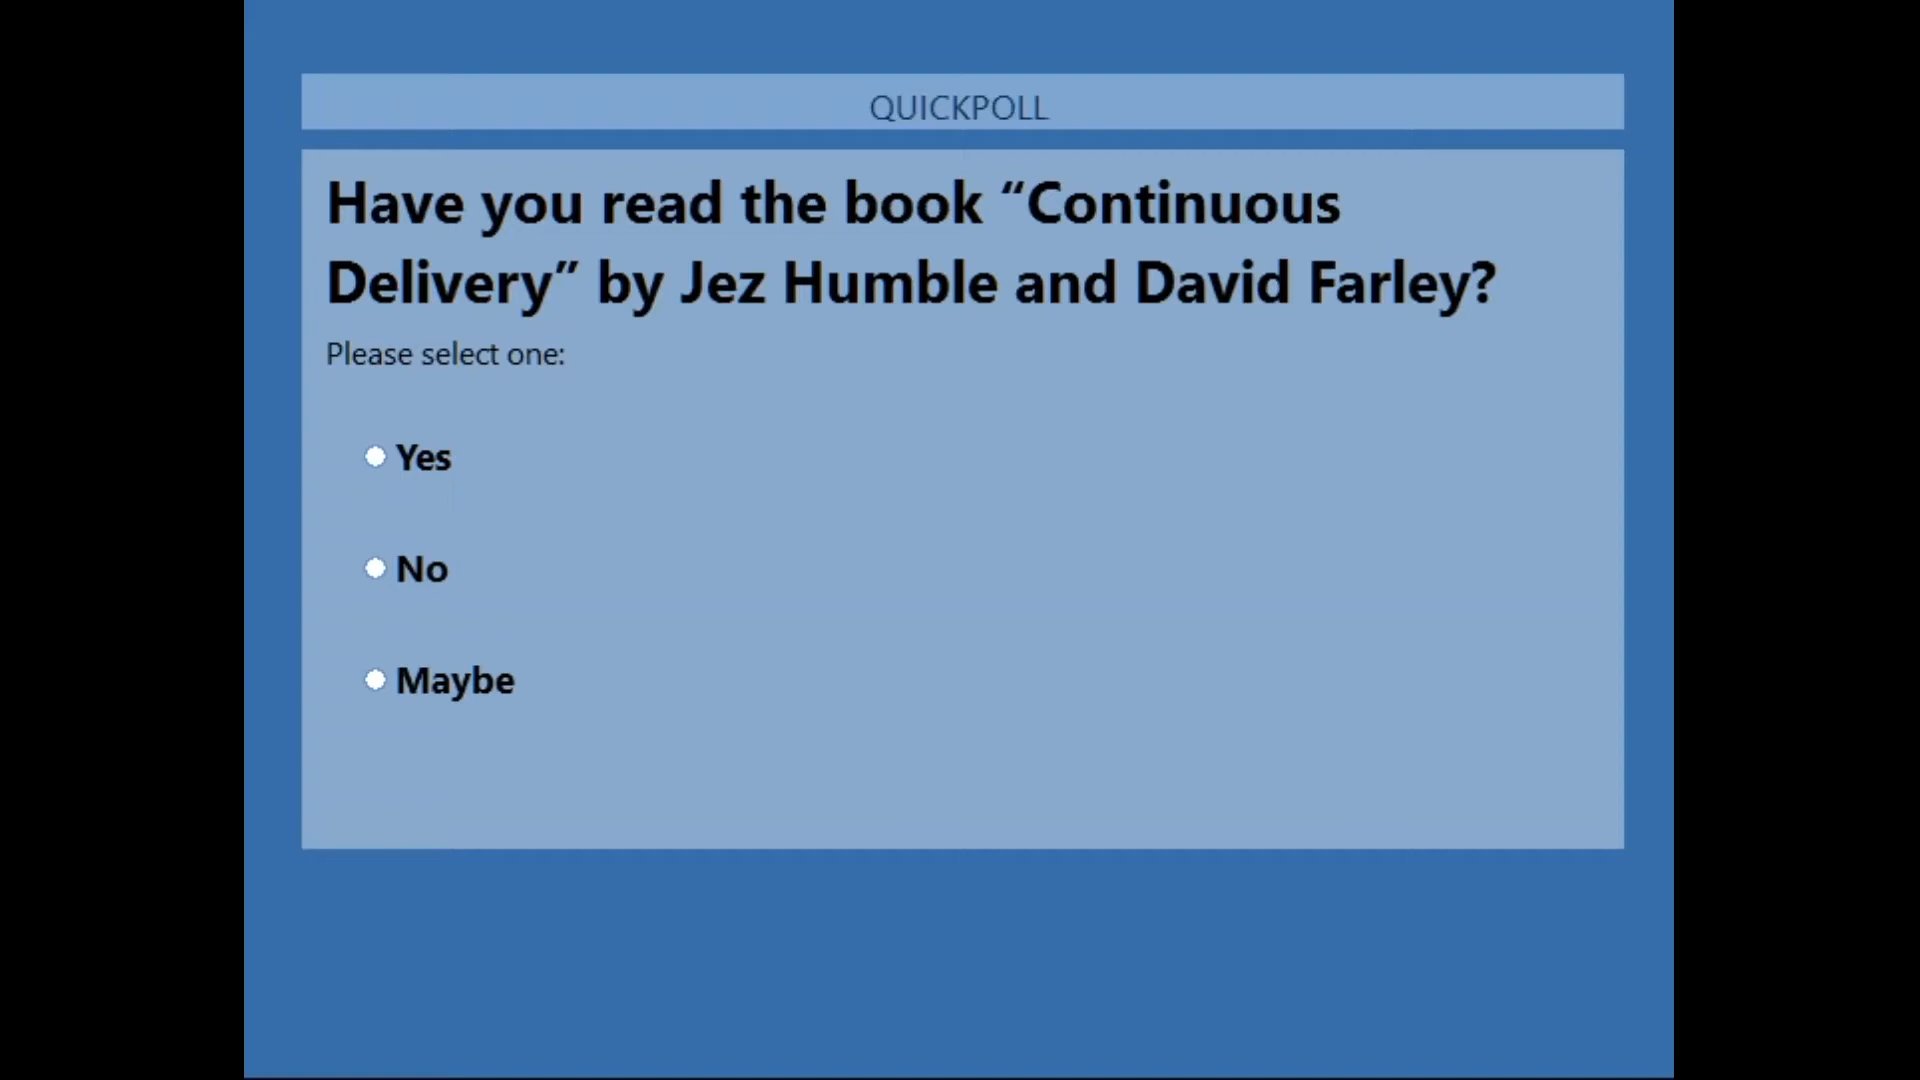 QUICKPOLL
Have you read the book “Continuous
Delivery” by Jez Humble and David Farley?
Please select one:
Yes
No
Maybe